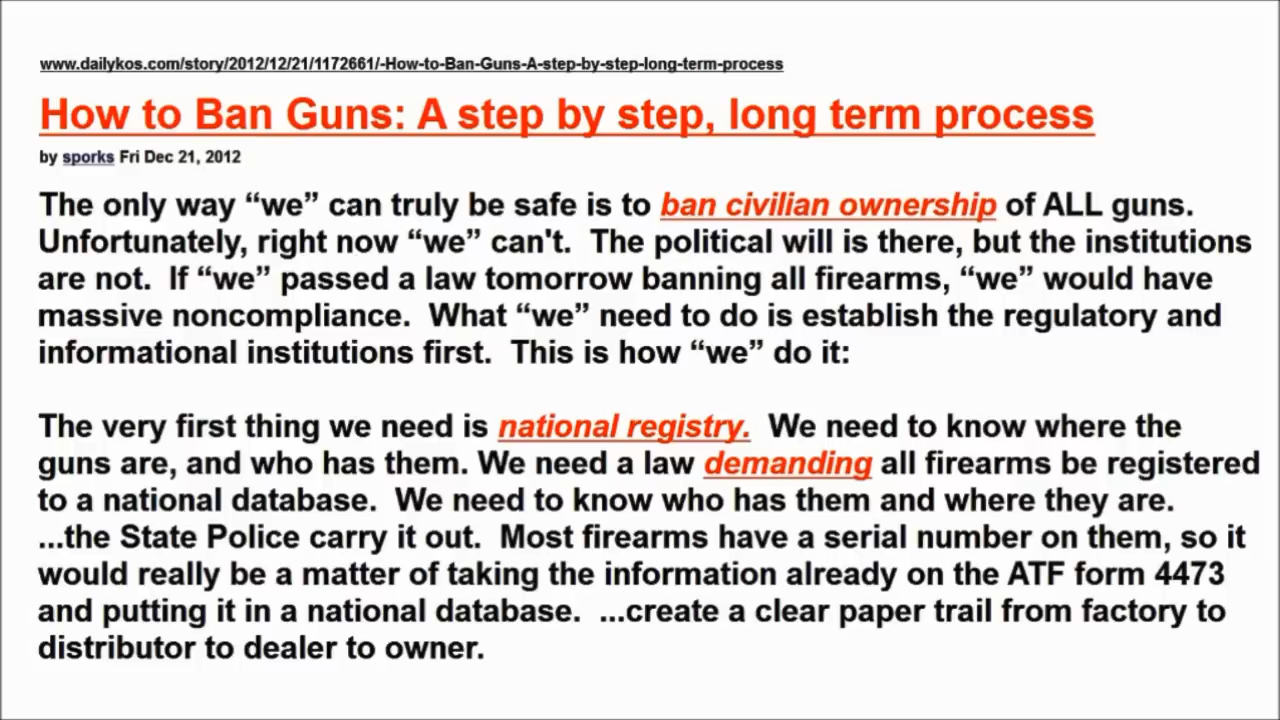 www.dailykos.com/story/2012/12/21/1172661/-How-to-Ban-Guns-A-step-by-step-long-term-process
How to Ban Guns: A step by step, long term process
by sporks Fri Dec 21, 2012
The only way “we” can truly be safe is to ban civilian ownership of ALL guns.
Unfortunately, right now “we” can't.  The political will is there, but the institutions
are not.  If “we” passed a law tomorrow banning all firearms, “we” would have
massive noncompliance.  What “we” need to do is establish the regulatory and
informational institutions first.  This is how “we” do it:
The very first thing we need is national registry.  We need to know where the
guns are, and who has them. We need a law demanding all firearms be registered
to a national database.  We need to know who has them and where they are.
...the State Police carry it out.  Most firearms have a serial number on them, so it
would really be a matter of taking the information already on the ATF form 4473
and putting it in a national database.  ...create a clear paper trail from factory to
distributor to dealer to owner.